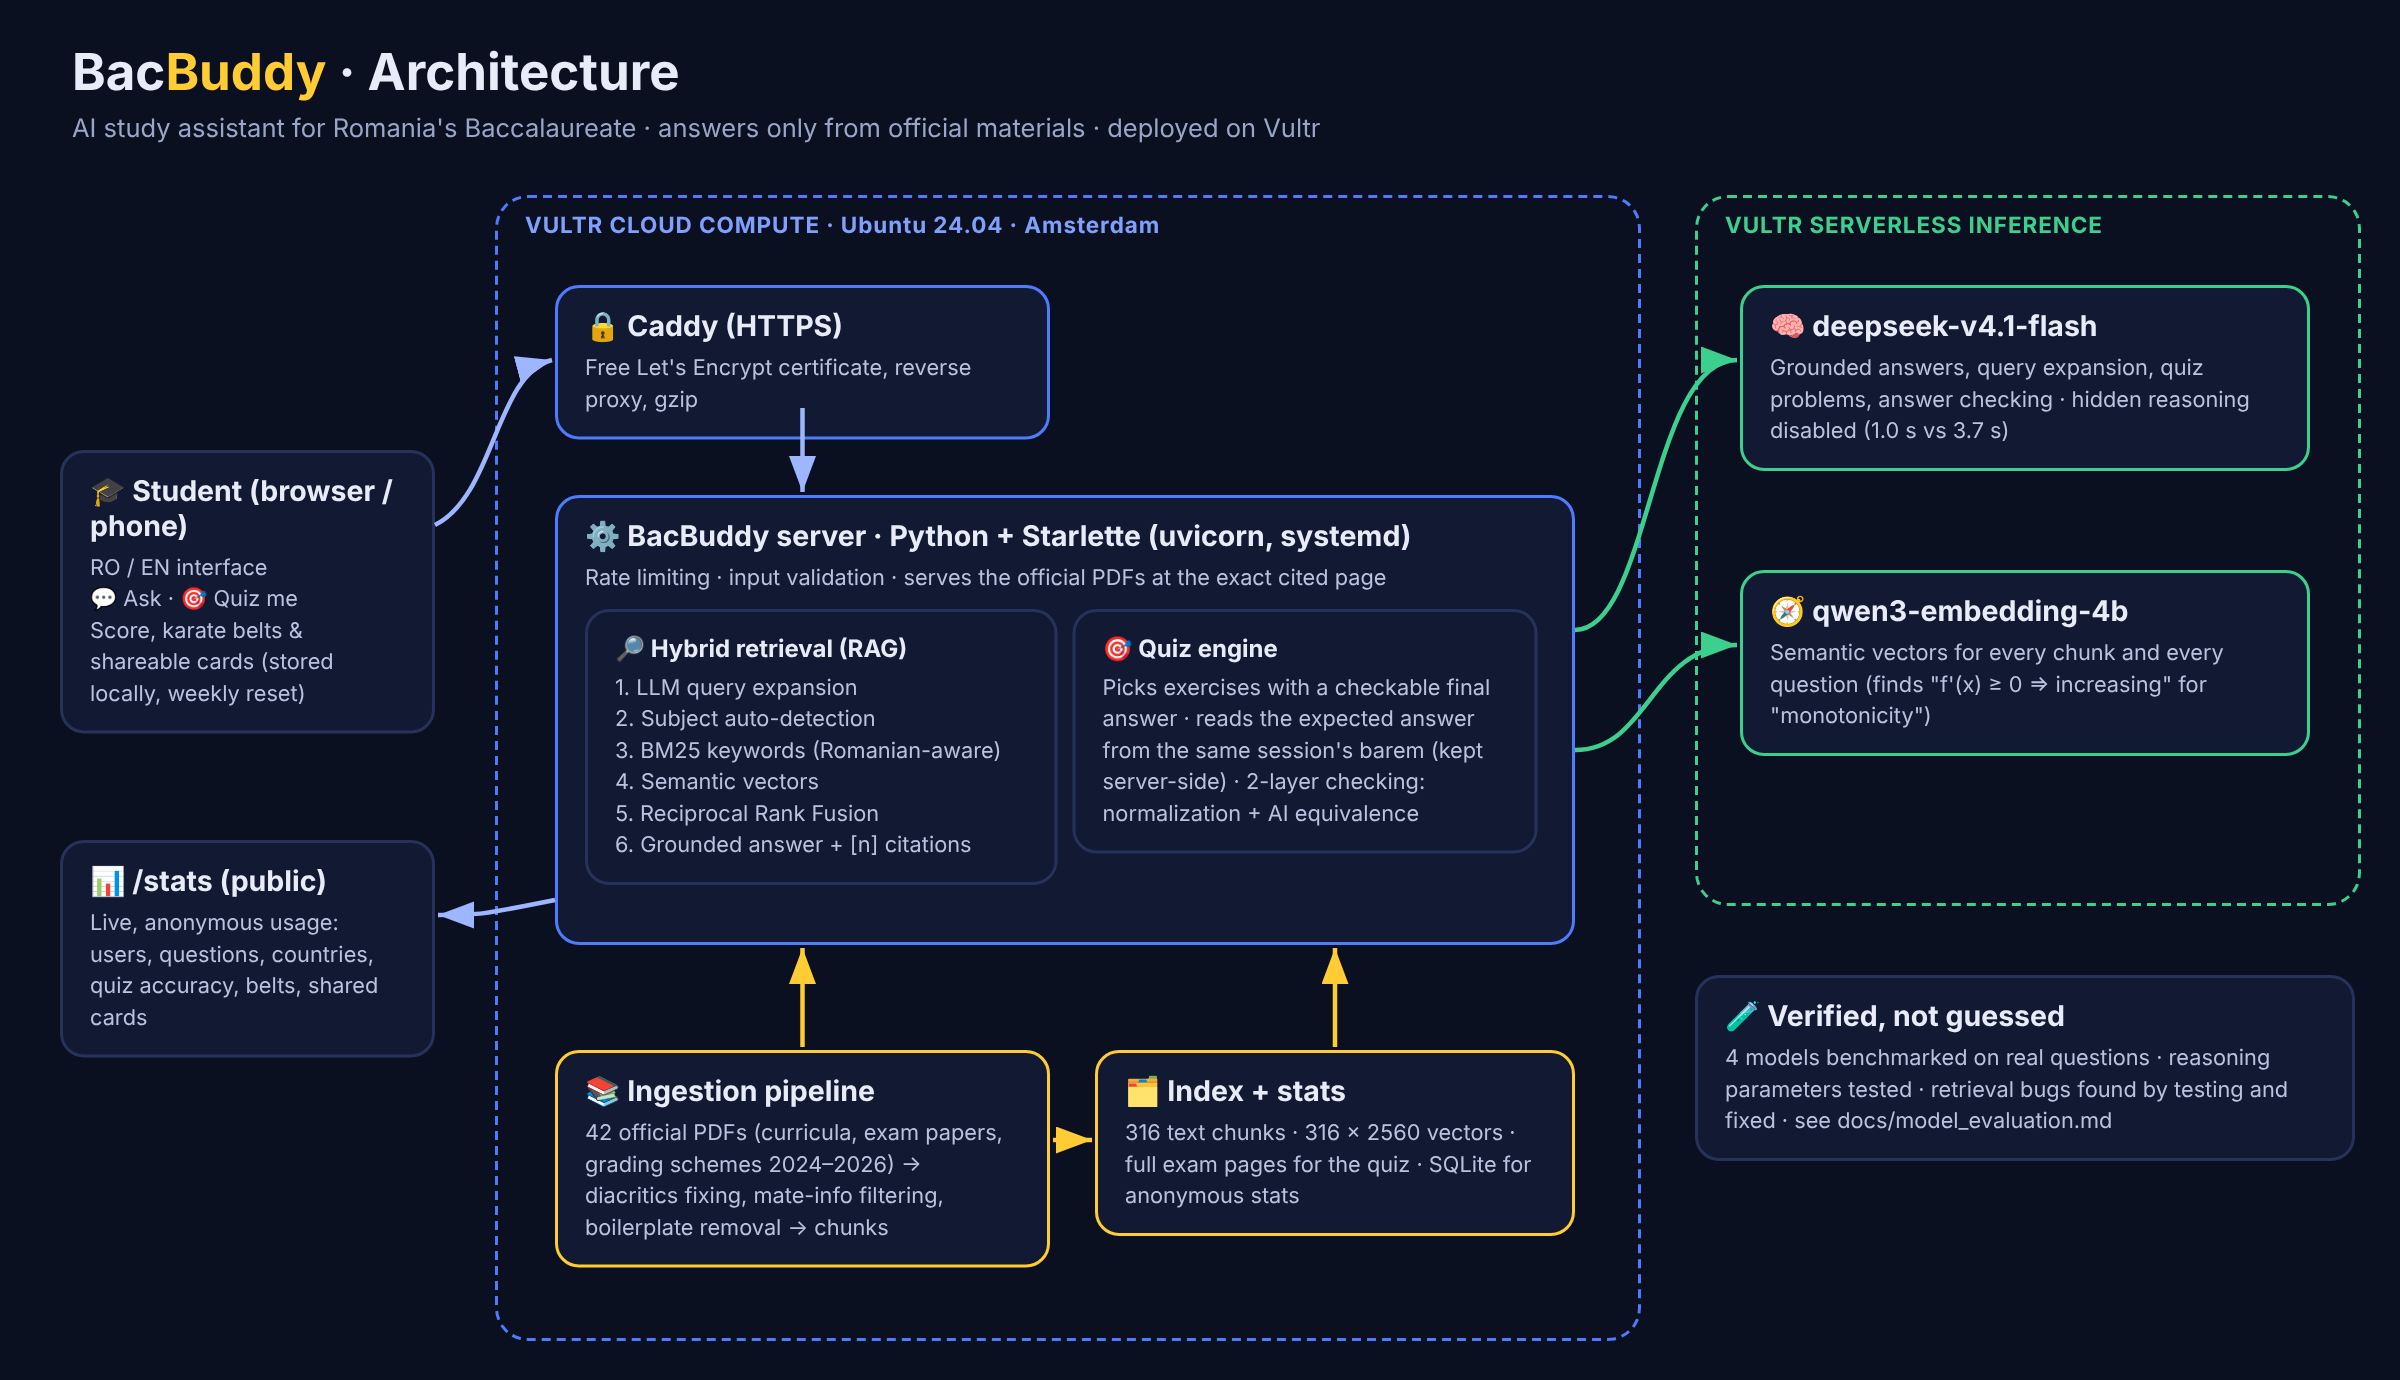 BacBuddy · Architecture
AI study assistant for Romania's Baccalaureate · answers only from official materials · deployed on Vultr
VULTR CLOUD COMPUTE · Ubuntu 24.04 · Amsterdam
🔒 Caddy (HTTPS)
Free Let's Encrypt certificate, reverse
proxy, gzip
🎓 Student (browser /
phone)
RO / EN interface
💬 Ask · 🎯 Quiz me
Score, karate belts &
shareable cards (stored
locally, weekly reset)
📊 /stats (public)
Live, anonymous usage:
users, questions, countries,
quiz accuracy, belts, shared
cards
⚙️ BacBuddy server · Python + Starlette (uvicorn, systemd)
Rate limiting · input validation · serves the official PDFs at the exact cited page
🔎 Hybrid retrieval (RAG)
1. LLM query expansion
2. Subject auto-detection
3. BM25 keywords (Romanian-aware)
4. Semantic vectors
5. Reciprocal Rank Fusion
6. Grounded answer + [n] citations
🎯 Quiz engine
Picks exercises with a checkable final
answer · reads the expected answer
from the same session's barem (kept
server-side) · 2-layer checking:
normalization + AI equivalence
📚 Ingestion pipeline
42 official PDFs (curricula, exam papers,
grading schemes 2024–2026) →
diacritics fixing, mate-info filtering,
boilerplate removal → chunks
🗂️ Index + stats
316 text chunks · 316 × 2560 vectors ·
full exam pages for the quiz · SQLite for
anonymous stats
VULTR SERVERLESS INFERENCE
🧠 deepseek-v4.1-flash
Grounded answers, query expansion, quiz
problems, answer checking · hidden reasoning
disabled (1.0 s vs 3.7 s)
🧭 qwen3-embedding-4b
Semantic vectors for every chunk and every
question (finds "f'(x) ≥ 0 ⇒ increasing" for
"monotonicity")
🧪 Verified, not guessed
4 models benchmarked on real questions · reasoning
parameters tested · retrieval bugs found by testing and
fixed · see docs/model_evaluation.md